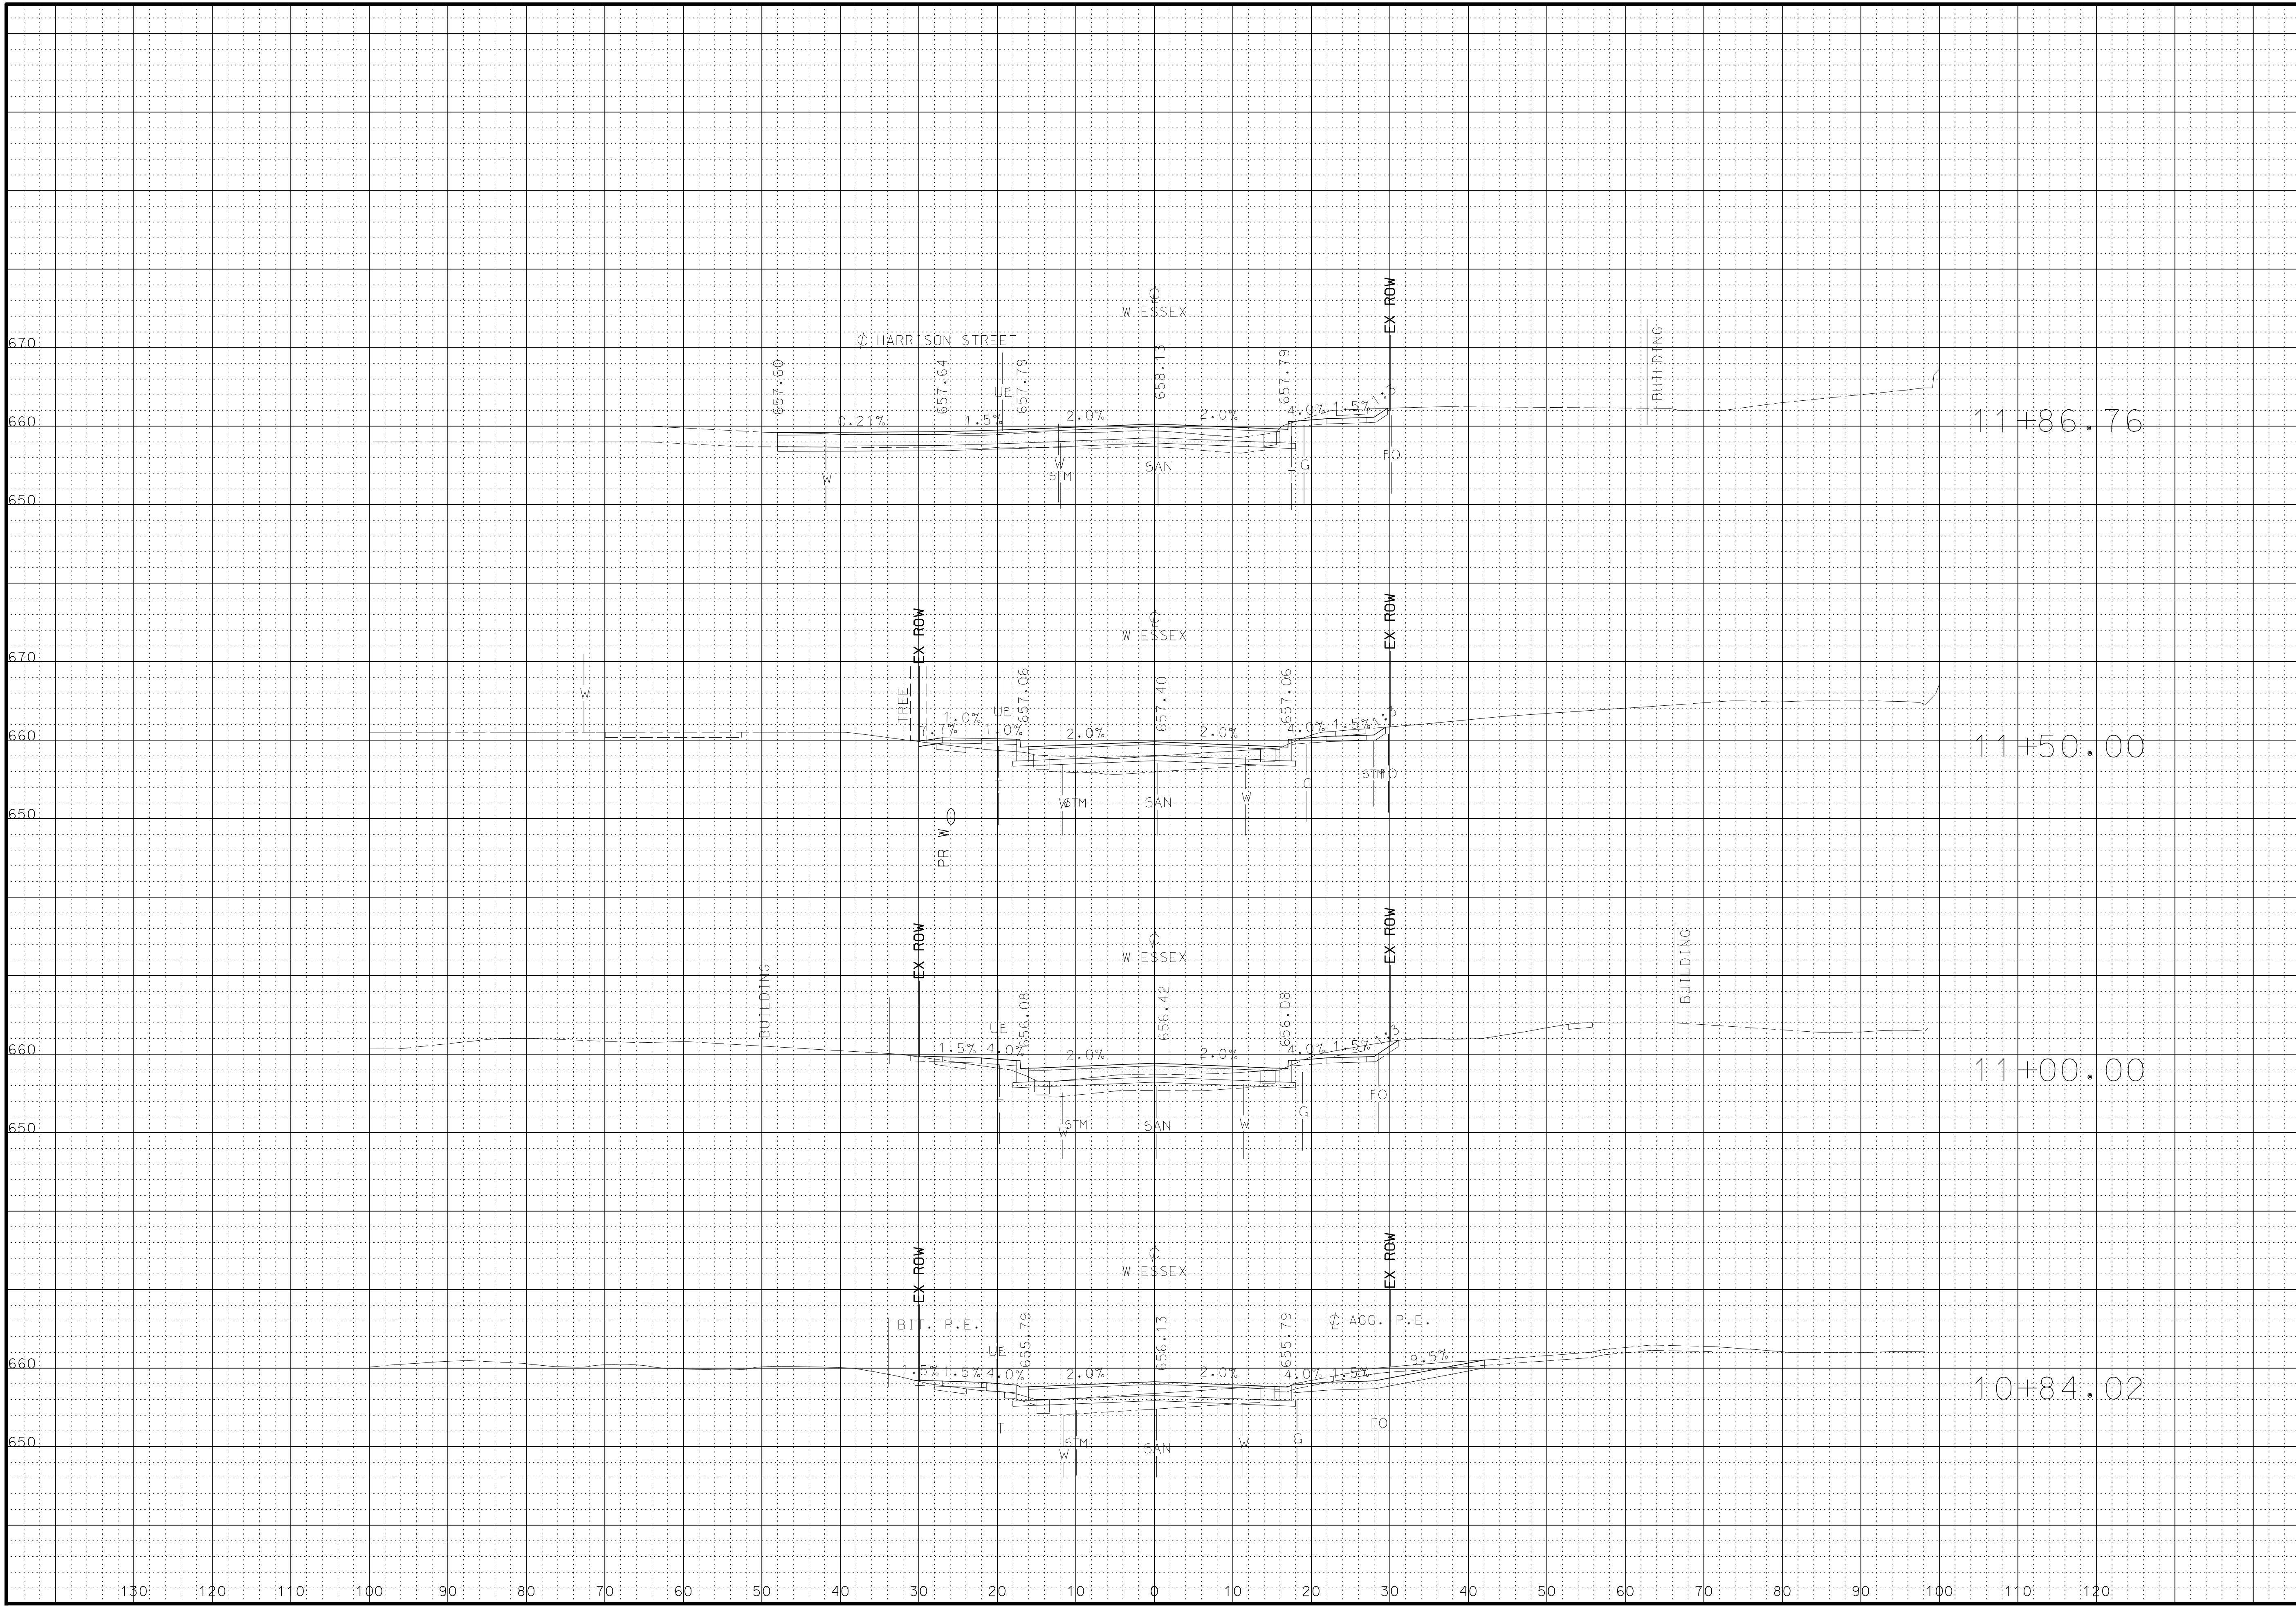 ℄
W ESSEX
EX ROW
BUILDING
℄ HARRISON STREET
670
657.60
657.64
657.79
658.13
657.79
UE
0.21%
1.5%
2.0%
2.0%
4.0%
1.5%
1:3
660
11+86.76
W
W
STM
SAN
T
G
FO
650
EX ROW
℄
W ESSEX
EX ROW
670
W
TREE
UE
657.06
657.40
657.06
1.0%
7.7%
1.0%
2.0%
2.0%
4.0%
1.5%
660
11+50.00
T
W
STM
SAN
W
STM
FO
650
PR W
EX ROW
℄
W ESSEX
EX ROW
BUILDING
BUILDING
UE
656.08
656.42
656.08
1.5%
4.0%
2.0%
2.0%
4.0%
1.5%
1:3
660
11+00.00
T
W
STM
SAN
W
G
FO
650
EX ROW
℄
W ESSEX
EX ROW
BIT. P.E.
℄ AGG. P.E.
UE
655.79
656.13
655.79
1.5%
1.5%
4.0%
2.0%
2.0%
4.0%
1.5%
9.5%
660
10+84.02
T
W
STM
SAN
W
G
FO
650
130 120 110 100 90 80 70 60 50 40 30 20 10 0 10 20 30 40 50 60 70 80 90 100 110 120